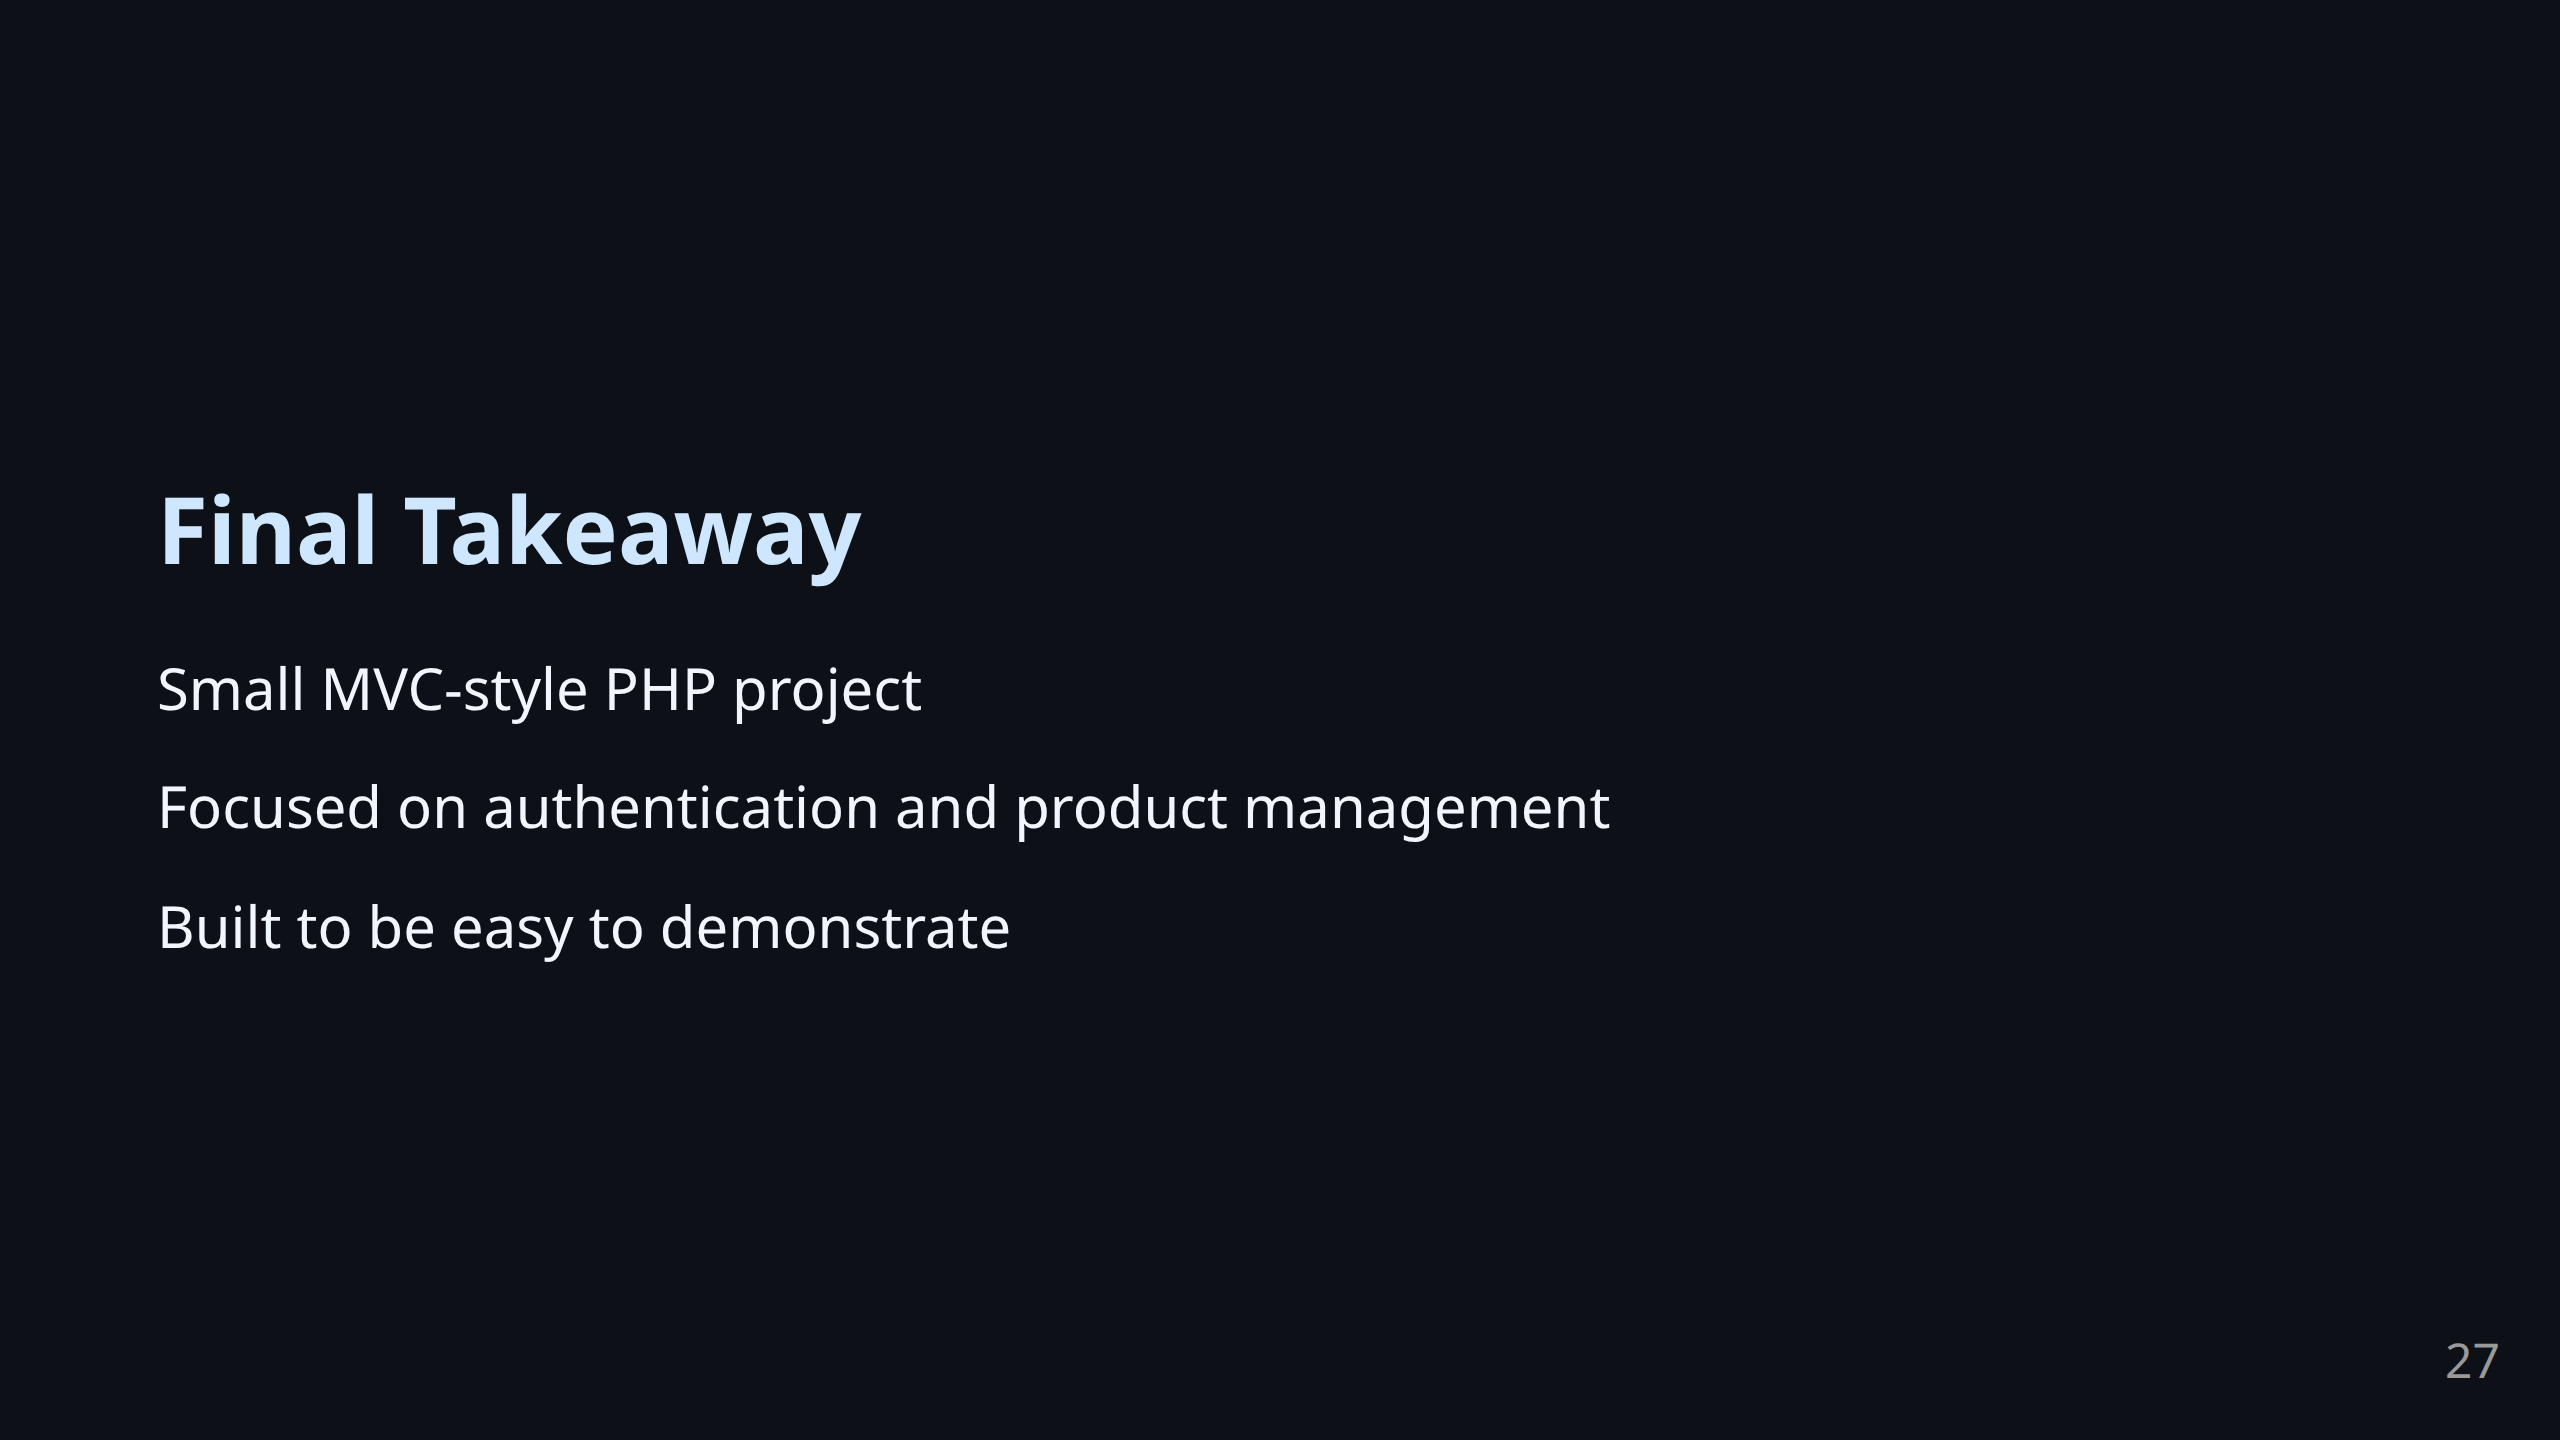 Final Takeaway
Small MVC-style PHP project
Focused on authentication and product management
Built to be easy to demonstrate
27